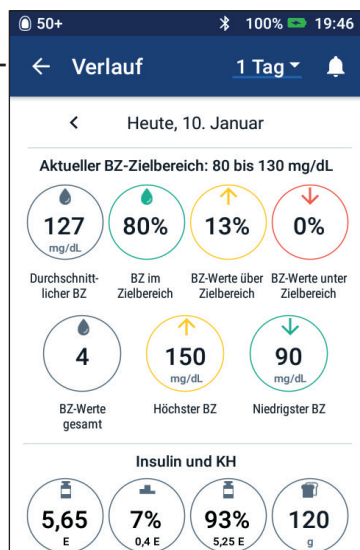 50+ 100% 19:46
Verlauf 1 Tag
Heute, 10. Januar
Aktueller BZ-Zielbereich: 80 bis 130 mg/dL
127 80% 13% 0%
mg/dL
Durchschnitt- BZ im BZ-Werte über BZ-Werte unter
licher BZ Zielbereich Zielbereich Zielbereich
4 150 90
mg/dL mg/dL
BZ-Werte Höchster BZ Niedrigster BZ
gesamt
Insulin und KH
5,65 7% 93% 120
E 0,4 E 5,25 E g